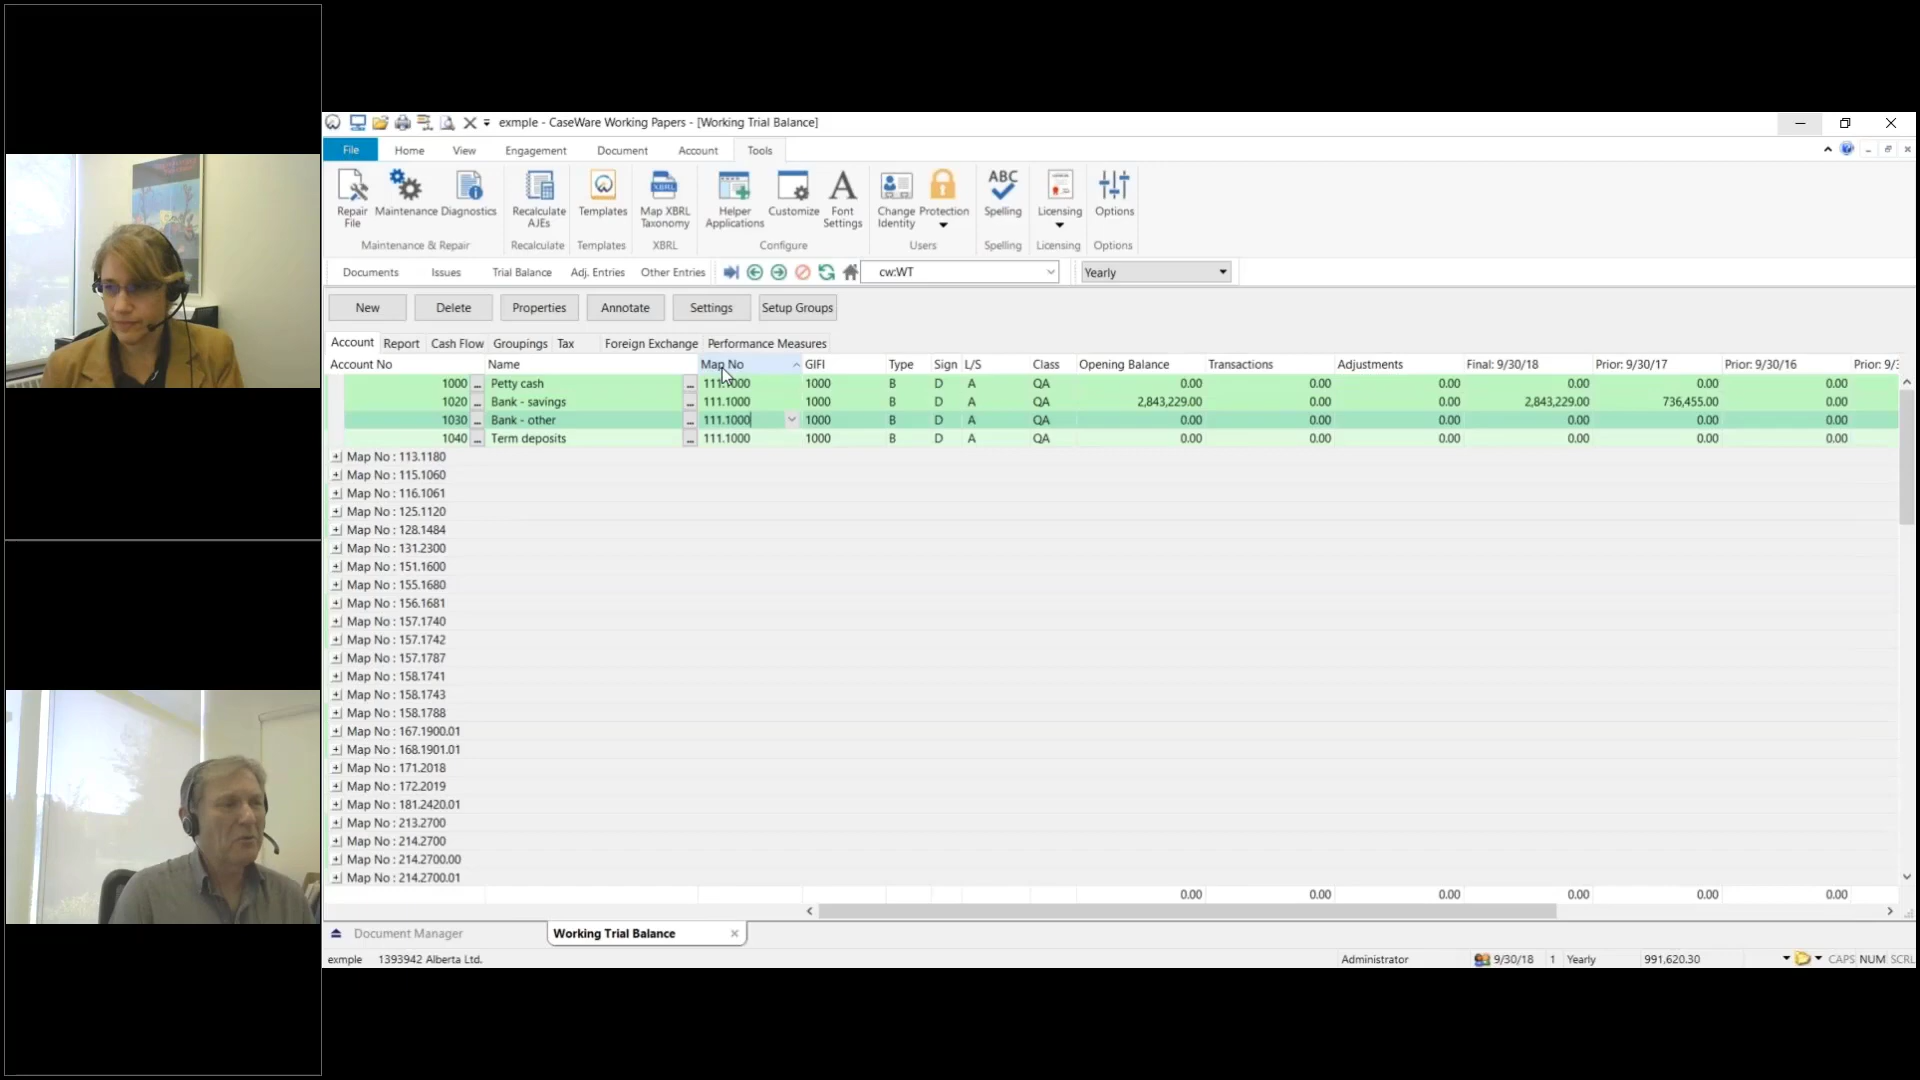 exmple - CaseWare Working Papers - [Working Trial Balance]
File Home View Engagement Document Account Tools
Repair File Maintenance Diagnostics Recalculate AJEs Templates Map XBRL Taxonomy Helper Applications Customize Font Settings Change Identity Protection ABC Spelling Licensing Options
Maintenance & Repair Recalculate Templates XBRL Configure Users Spelling Licensing Options
Documents Issues Trial Balance Adj. Entries Other Entries cw:WT Yearly
New Delete Properties Annotate Settings Setup Groups
Account Report Cash Flow Groupings Tax Foreign Exchange Performance Measures
Account No Name Map No GIFI Type Sign L/S Class Opening Balance Transactions Adjustments Final: 9/30/18 Prior: 9/30/17 Prior: 9/30/16 Prior: 9/3
1000 ... Petty cash ... 111.1000 1000 B D A QA 0.00 0.00 0.00 0.00 0.00 0.00
1020 ... Bank - savings ... 111.1000 1000 B D A QA 2,843,229.00 0.00 0.00 2,843,229.00 736,455.00 0.00
1030 ... Bank - other ... 111.1000 1000 B D A QA 0.00 0.00 0.00 0.00 0.00 0.00
1040 ... Term deposits ... 111.1000 1000 B D A QA 0.00 0.00 0.00 0.00 0.00 0.00
Map No : 113.1180
Map No : 115.1060
Map No : 116.1061
Map No : 125.1120
Map No : 128.1484
Map No : 131.2300
Map No : 151.1600
Map No : 155.1680
Map No : 156.1681
Map No : 157.1740
Map No : 157.1742
Map No : 157.1787
Map No : 158.1741
Map No : 158.1743
Map No : 158.1788
Map No : 167.1900.01
Map No : 168.1901.01
Map No : 171.2018
Map No : 172.2019
Map No : 181.2420.01
Map No : 213.2700
Map No : 214.2700
Map No : 214.2700.00
Map No : 214.2700.01
0.00 0.00 0.00 0.00 0.00 0.00
Document Manager Working Trial Balance
exmple 1393942 Alberta Ltd. Administrator 9/30/18 1 Yearly 991,620.30 CAPS NUM SCRL